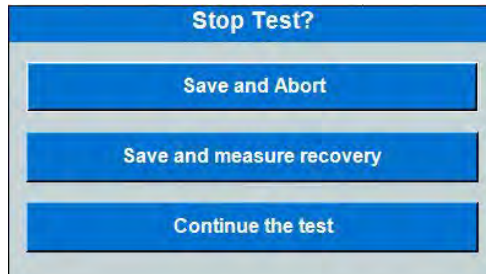 Stop Test?
Save and Abort
Save and measure recovery
Continue the test